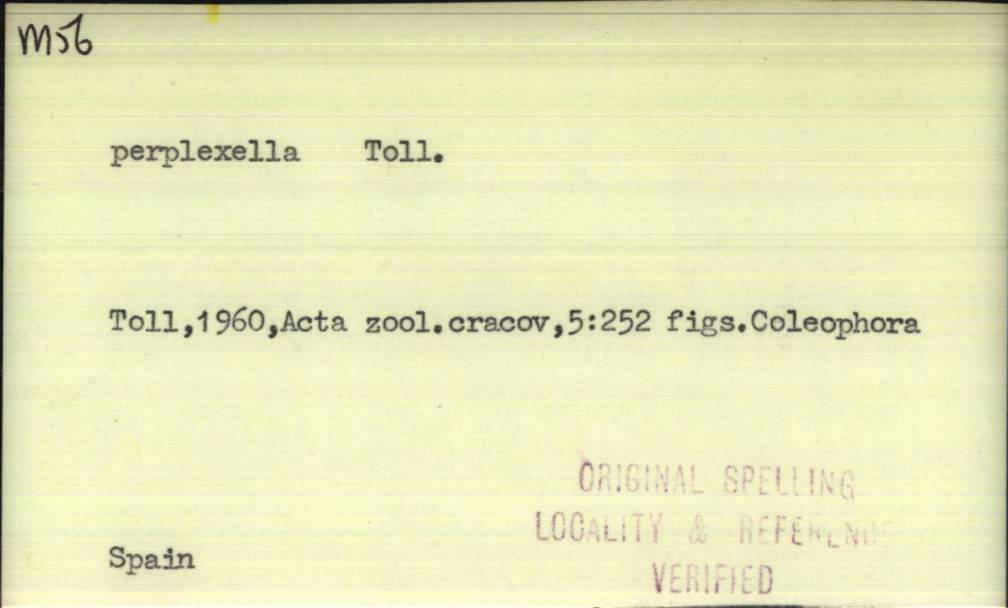 M56
perplexella Toll.
Toll,1960,Acta zool.cracov,5:252 figs.Coleophora
ORIGINAL SPELLING
LOCALITY & REFERENCE
VERIFIED
Spain